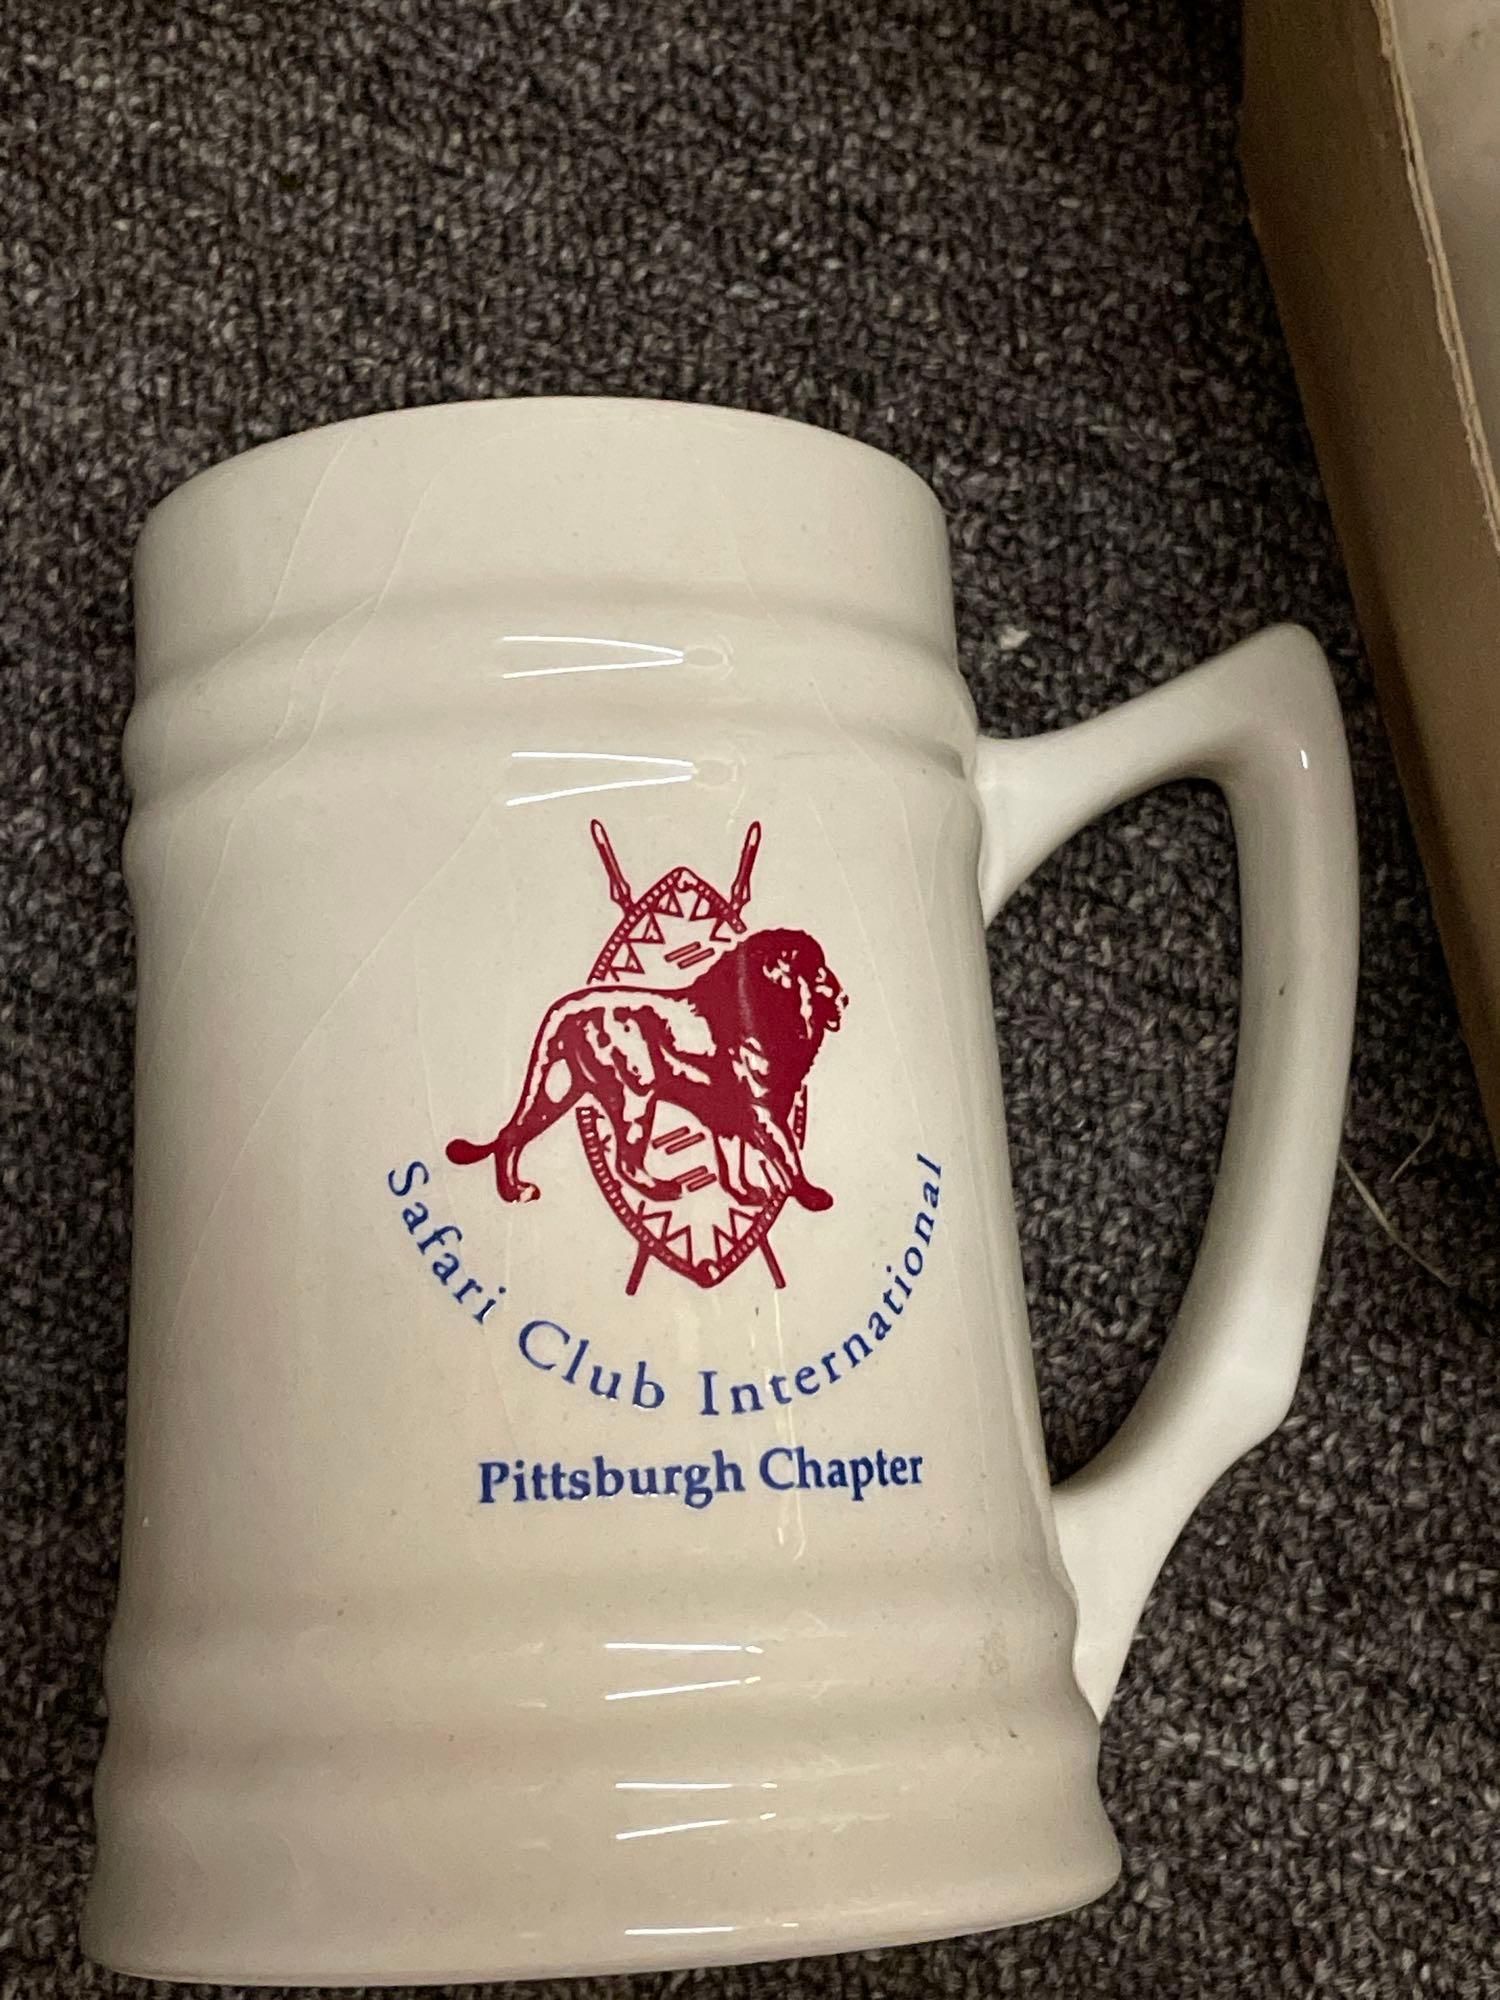 Safari Club International
Pittsburgh Chapter